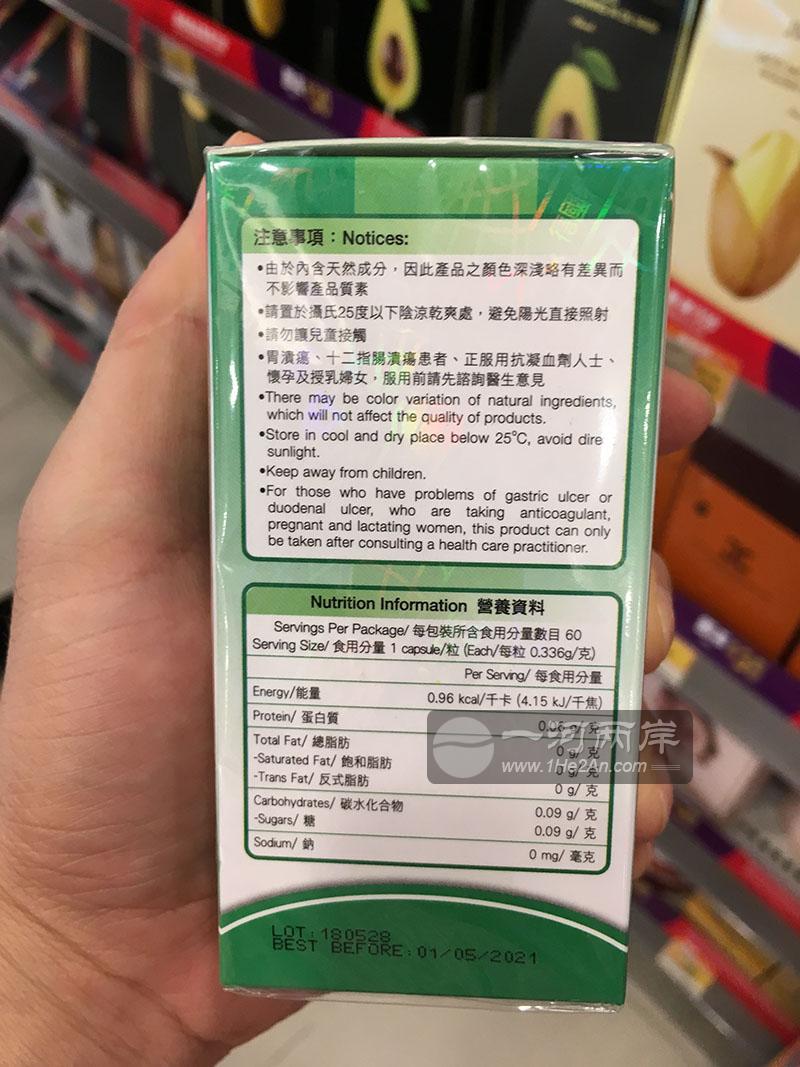 注意事項：Notices:
•由於內含天然成分，因此產品之顏色深淺略有差異而
不影響產品質素
•請置於攝氏25度以下陰涼乾爽處，避免陽光直接照射
•請勿讓兒童接觸
•胃潰瘍、十二指腸潰瘍患者、正服用抗凝血劑人士、
懷孕及授乳婦女，服用前請先諮詢醫生意見
•There may be color variation of natural ingredients,
which will not affect the quality of products.
•Store in cool and dry place below 25°C, avoid dire
sunlight.
•Keep away from children.
•For those who have problems of gastric ulcer or
duodenal ulcer, who are taking anticoagulant,
pregnant and lactating women, this product can only
be taken after consulting a health care practitioner.
Nutrition Information 營養資料
Servings Per Package/ 每包裝所含食用分量數目 60
Serving Size/ 食用分量 1 capsule/粒 (Each/每粒 0.336g/克)
Per Serving/ 每食用分量
Energy/能量 0.96 kcal/千卡 (4.15 kJ/千焦)
Protein/ 蛋白質 g/ 克
Total Fat/ 總脂肪 0 g/ 克
-Saturated Fat/ 飽和脂肪 0 g/ 克
-Trans Fat/ 反式脂肪 0 g/ 克
Carbohydrates/ 碳水化合物 0.09 g/ 克
-Sugars/ 糖 0.09 g/ 克
Sodium/ 鈉 0 mg/ 毫克
一河两岸
www.1He2An.com
LOT:180528
BEST BEFORE:01/05/2021